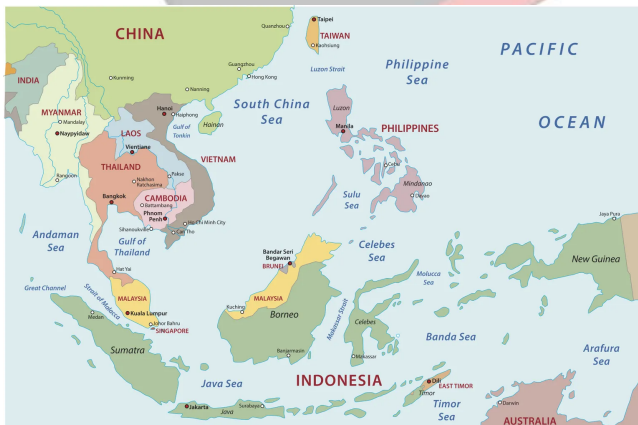 Taipei
Quanzhou
TAIWAN
Kaohsiung
CHINA
Guangzhou
Hong Kong
Luzon Strait
PACIFIC
Philippine
Sea
INDIA
Kunming
Nanning
South China
Sea
OCEAN
MYANMAR
Mandalay
Naypyidaw
Hanoi
Haiphong
Gulf of
Tonkin
Hainan
Luzon
Manila
PHILIPPINES
LAOS
Vientiane
VIETNAM
THAILAND
Rangoon
Nakhon
Ratchasima
Pakse
Cebu
Mindanao
Davao
Bangkok
CAMBODIA
Battambang
Phnom
Penh
Sihanoukville
Ho Chi Minh City
Can Tho
Sulu
Sea
Jaya Pura
Andaman
Sea
Gulf of
Thailand
Celebes
Sea
Bandar Seri
Begawan
BRUNEI
Hat Yai
New Guinea
Molucca
Sea
Great Channel
Strait of Malocca
MALAYSIA
Kuala Lumpur
Johor Bahru
SINGAPORE
Medan
MALAYSIA
Kuching
Borneo
Makassar Strait
Celebes
Banda Sea
Arafura
Sea
Sumatra
Banjarmasin
Makassar
Java Sea
INDONESIA
Dili
EAST TIMOR
Timor
Timor
Sea
Darwin
Jakarta
Java
Surabaya
AUSTRALIA